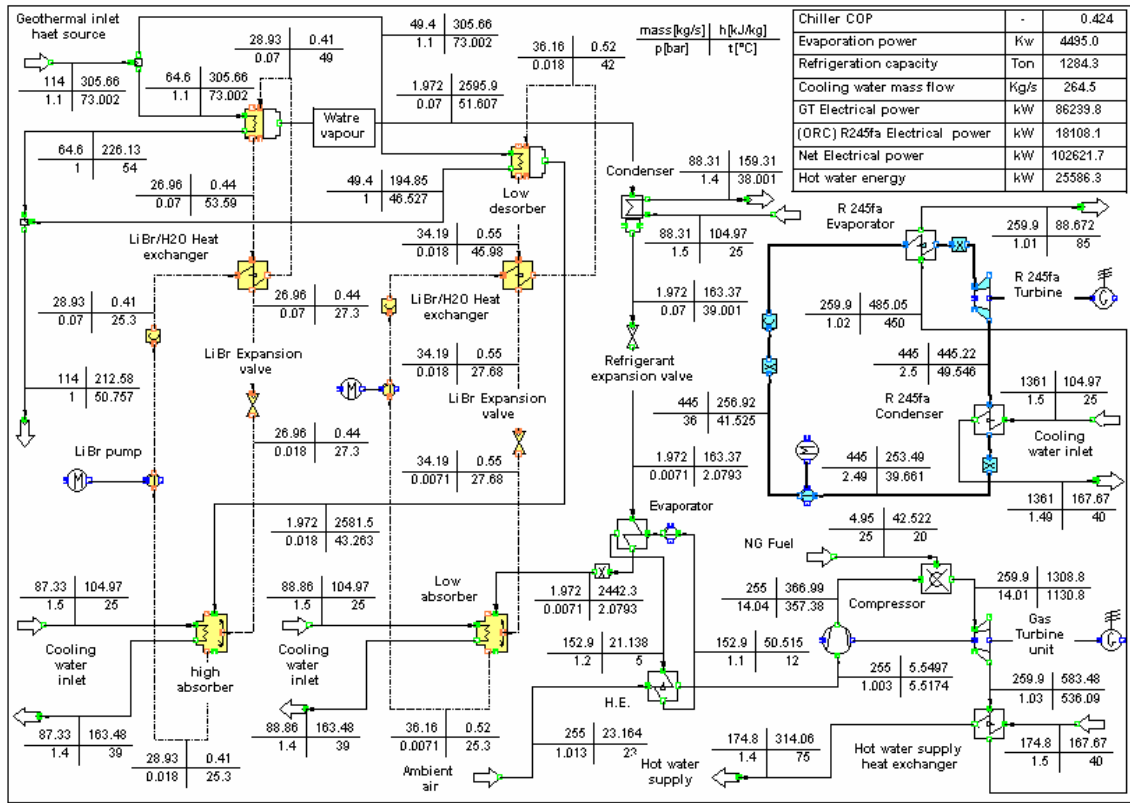 Geothermal inlet
haet source
114 305.66
1.1 73.002
64.6 305.66
1.1 73.002
28.93 0.41
0.07 49
49.4 305.66
1.1 73.002
1.972 2595.9
0.07 51.607
36.16 0.52
0.018 42
mass[kg/s] h[kJ/kg]
p[bar] t[°C]
Chiller COP - 0.424
Evaporation power Kw 4495.0
Refrigeration capacity Ton 1284.3
Cooling water mass flow Kg/s 264.5
GT Electrical power kW 86239.8
(ORC) R245fa Electrical power kW 18108.1
Net Electrical power kW 102621.7
Hot water energy kW 25586.3
Watre
vapour
64.6 226.13
1 54
26.96 0.44
0.07 53.59
49.4 194.85
1 46.527
Low
desorber
Condenser
88.31 159.31
1.4 38.001
88.31 104.97
1.5 25
R 245fa
Evaporator
259.9 88.672
1.01 85
R 245fa
Turbine
G
LiBr/H2O Heat
exchanger
34.19 0.55
0.018 45.98
LiBr/H2O Heat
exchanger
28.93 0.41
0.07 25.3
26.96 0.44
0.07 27.3
1.972 163.37
0.07 39.001
259.9 485.05
1.02 450
LiBr Expansion
valve
34.19 0.55
0.018 27.68
LiBr Expansion
valve
Refrigerant
expansion valve
445 445.22
2.5 49.546
R 245fa
Condenser
1361 104.97
1.5 25
Cooling
water inlet
114 212.58
1 50.757
M
445 256.92
36 41.525
LiBr pump
M
26.96 0.44
0.018 27.3
34.19 0.55
0.0071 27.68
1.972 163.37
0.0071 2.0793
445 253.49
2.49 39.661
1361 167.67
1.49 40
Evaporator
1.972 2581.5
0.018 43.263
4.95 42.522
25 20
NG Fuel
87.33 104.97
1.5 25
88.86 104.97
1.5 25
Low
absorber
1.972 2442.3
0.0071 2.0793
255 366.99
14.04 357.38
Compressor
259.9 1308.8
14.01 1130.8
Cooling
water
inlet
high
absorber
Cooling
water
inlet
152.9 21.138
1.2 5
152.9 50.515
1.1 12
Gas
Turbine
unit
G
255 5.5497
1.003 5.5174
259.9 583.48
1.03 536.09
H.E.
87.33 163.48
1.4 39
28.93 0.41
0.018 25.3
88.86 163.48
1.4 39
36.16 0.52
0.0071 25.3
Ambient
air
255 23.164
1.013 23
Hot water
supply
174.8 314.06
1.4 75
Hot water supply
heat exchanger
174.8 167.67
1.5 40